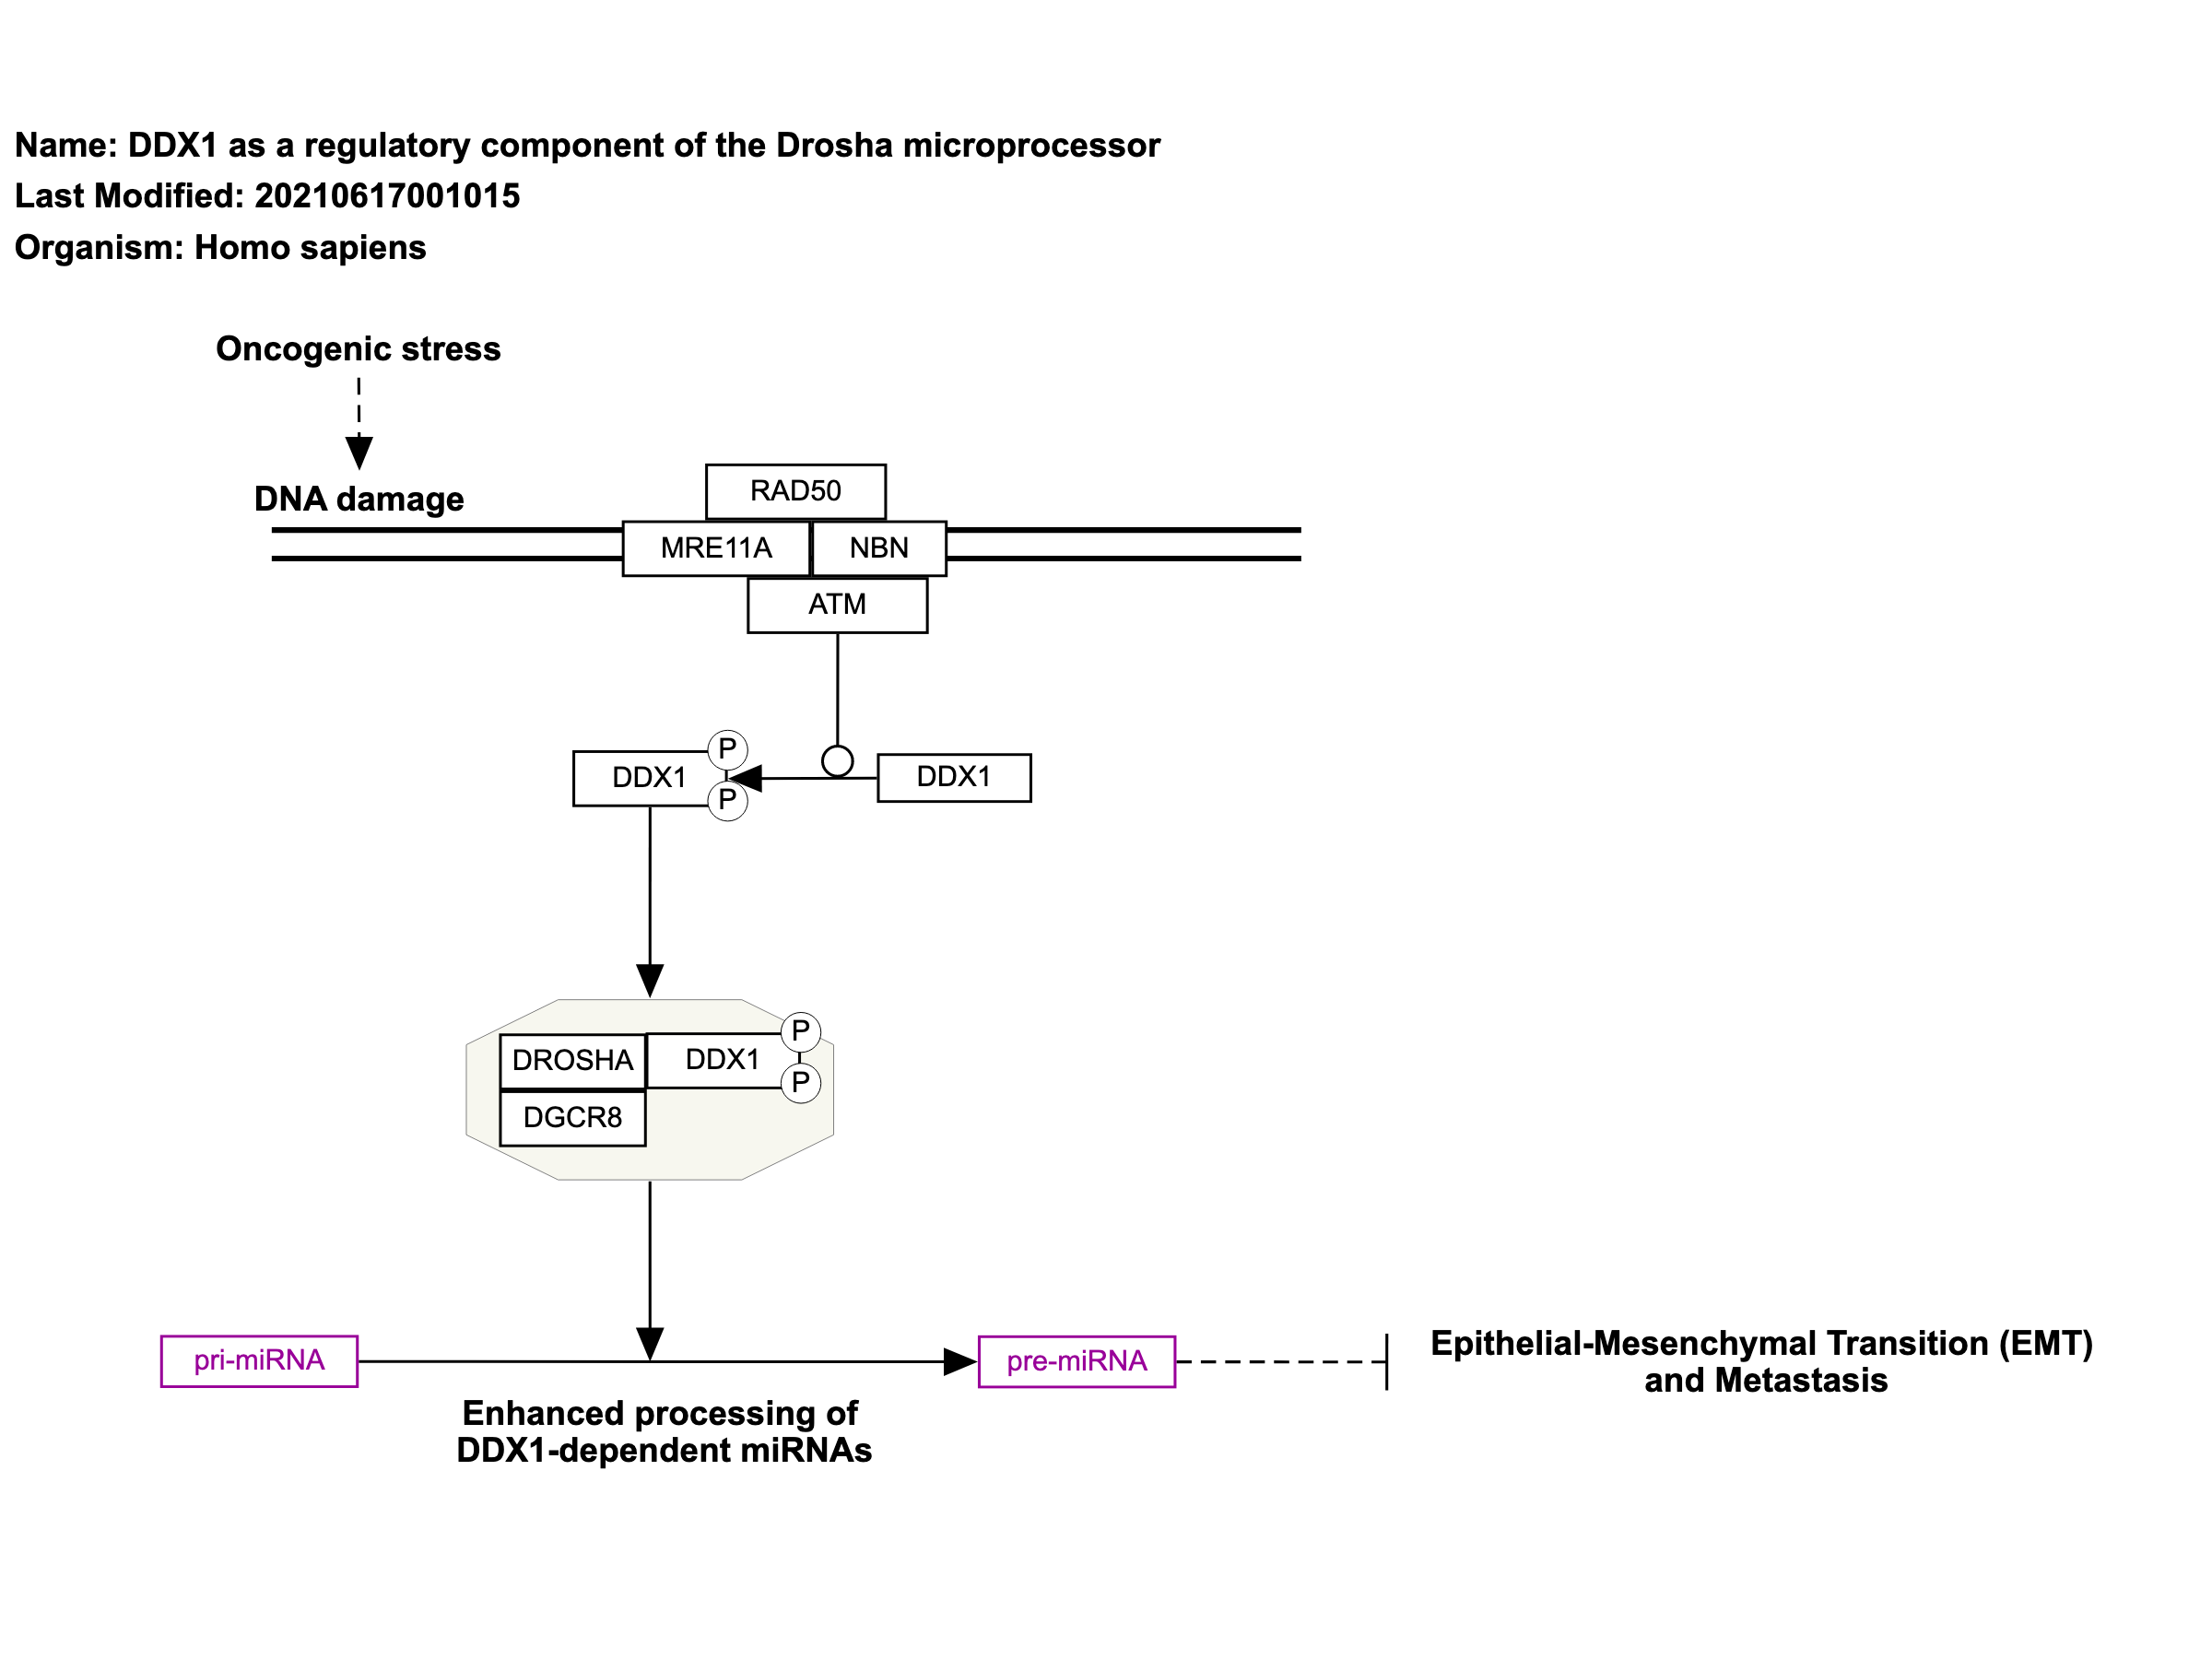 Name: DDX1 as a regulatory component of the Drosha microprocessor
Last Modified: 20210617001015
Organism: Homo sapiens
Oncogenic stress
DNA damage
RAD50
MRE11A
NBN
ATM
P
DDX1
P
DDX1
P
DROSHA
DDX1
P
DGCR8
pri-miRNA
pre-miRNA
Epithelial-Mesenchymal Transition (EMT)
and Metastasis
Enhanced processing of
DDX1-dependent miRNAs